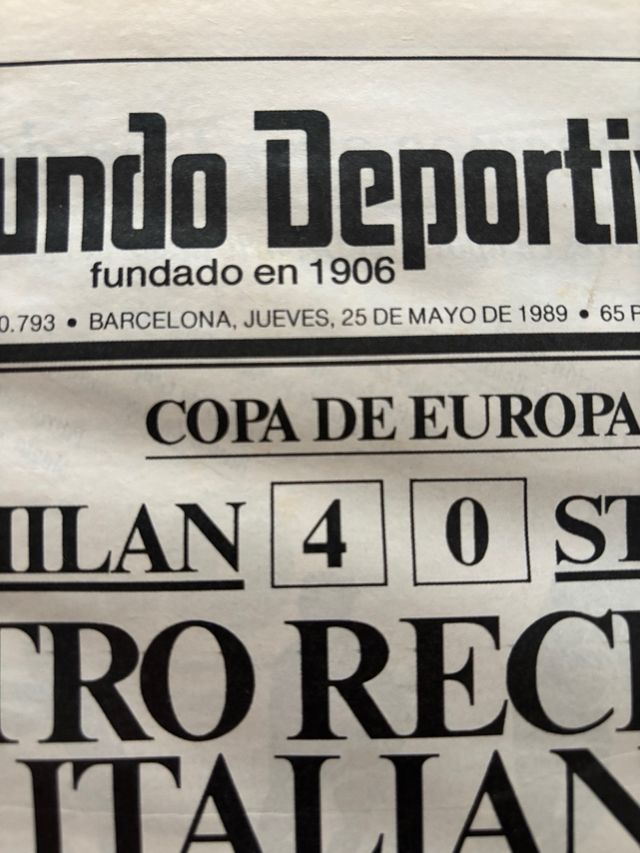 undo Deporti
fundado en 1906
0.793 • BARCELONA, JUEVES, 25 DE MAYO DE 1989 • 65 P
COPA DE EUROPA
ILAN 4 0 ST
TRO RECI
ITALIAN